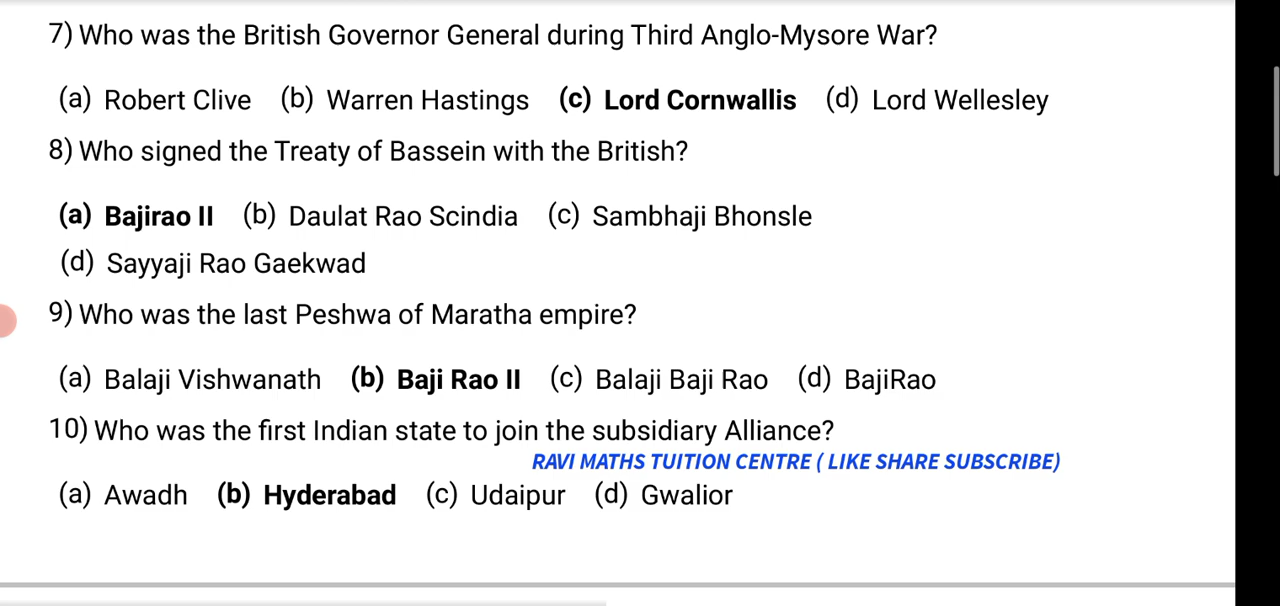 7) Who was the British Governor General during Third Anglo-Mysore War?
(a) Robert Clive (b) Warren Hastings (c) Lord Cornwallis (d) Lord Wellesley
8) Who signed the Treaty of Bassein with the British?
(a) Bajirao II (b) Daulat Rao Scindia (c) Sambhaji Bhonsle
(d) Sayyaji Rao Gaekwad
9) Who was the last Peshwa of Maratha empire?
(a) Balaji Vishwanath (b) Baji Rao II (c) Balaji Baji Rao (d) BajiRao
10) Who was the first Indian state to join the subsidiary Alliance?
RAVI MATHS TUITION CENTRE ( LIKE SHARE SUBSCRIBE)
(a) Awadh (b) Hyderabad (c) Udaipur (d) Gwalior